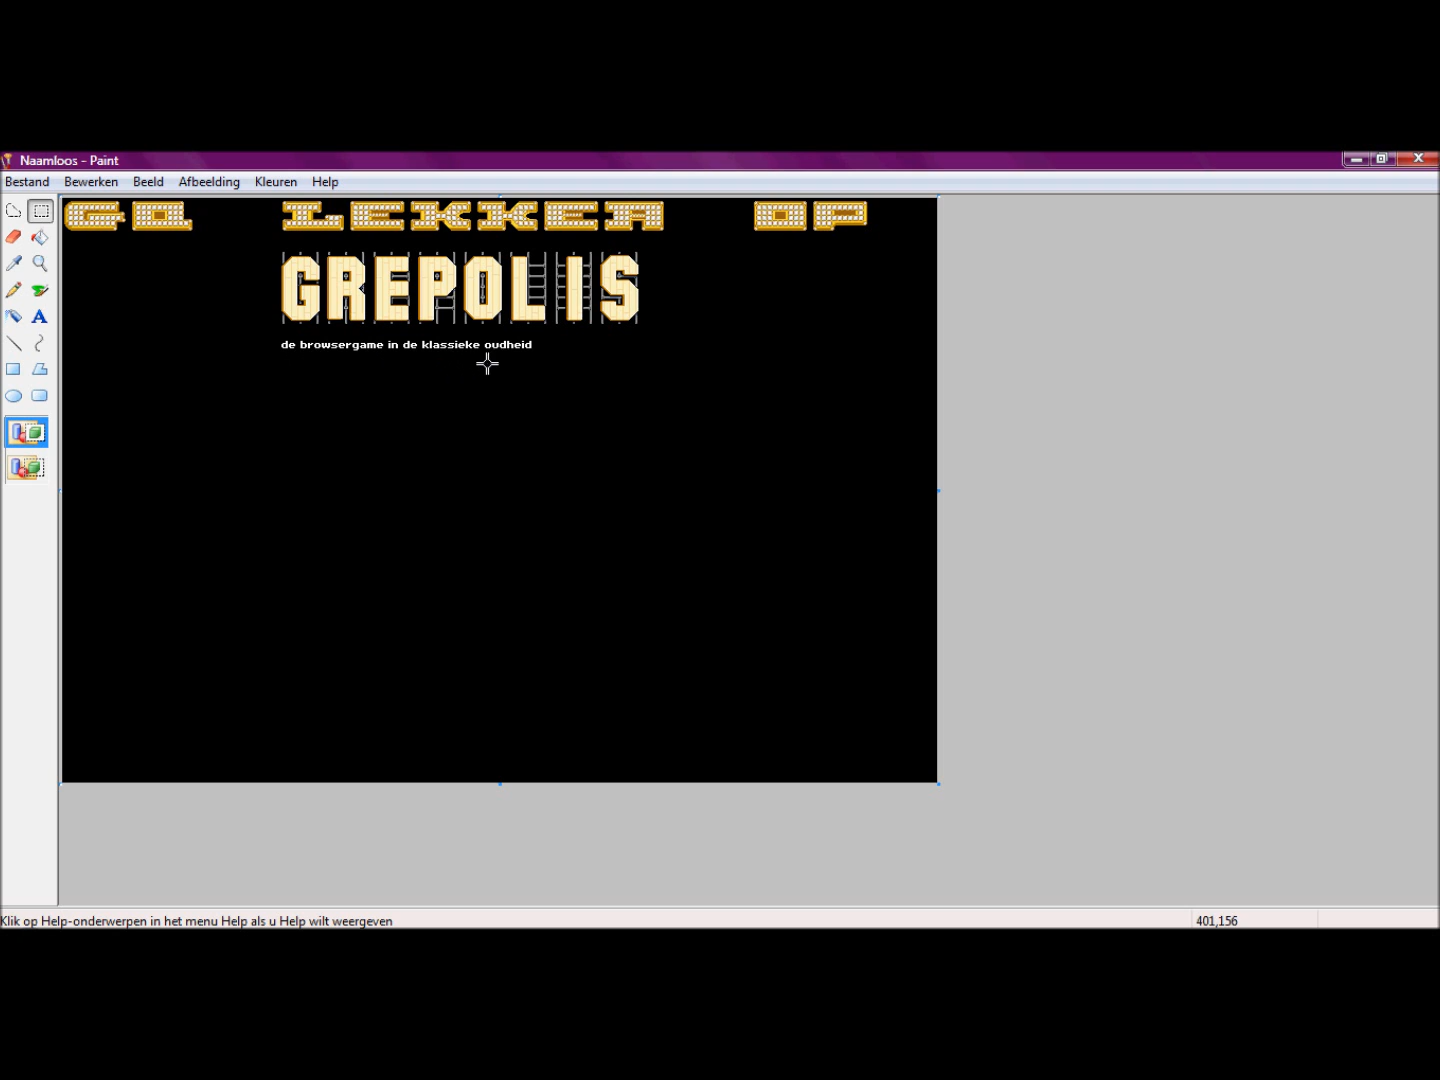 Naamloos - Paint
Bestand Bewerken Beeld Afbeelding Kleuren Help
GA LEKKER OP
GREPOLIS
de browsergame in de klassieke oudheid
Klik op Help-onderwerpen in het menu Help als u Help wilt weergeven 401,156